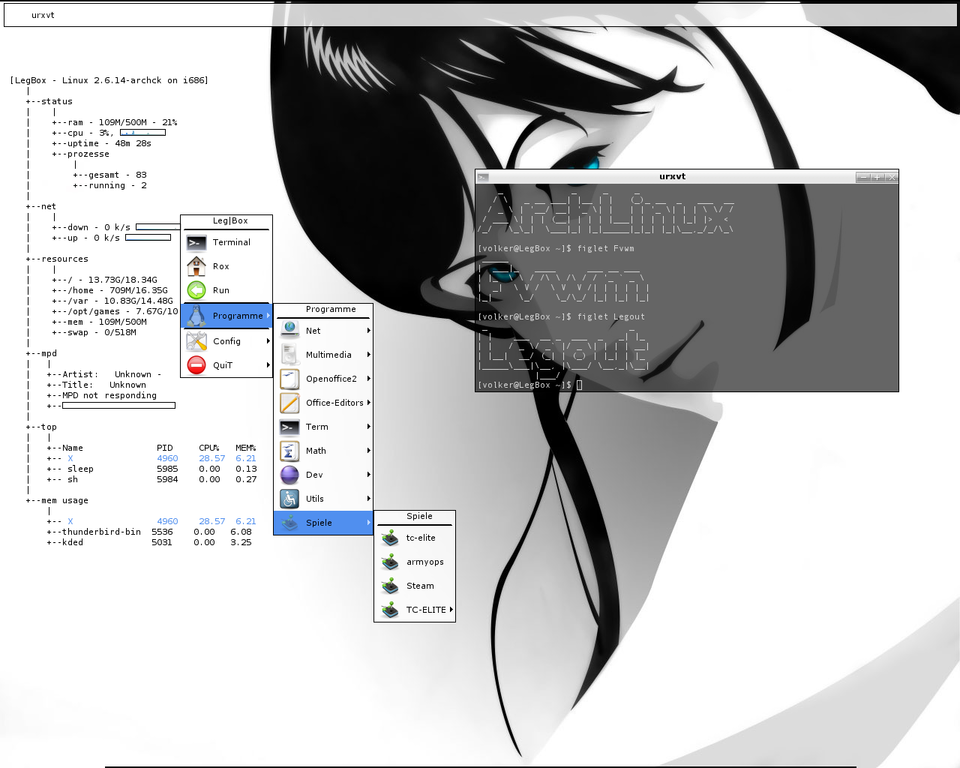 urxvt
[LegBox - Linux 2.6.14-archck on i686]
|
+--status
|
+--ram - 109M/500M - 21%
+--cpu - 3%,
+--uptime - 48m 28s
+--prozesse
|
+--gesamt - 83
+--running - 2
+--net
|
+--down - 0 k/s
+--up - 0 k/s
+--resources
|
+--/ - 13.73G/18.34G
+--/home - 709M/16.35G
+--/var - 10.83G/14.48G
+--/opt/games - 7.67G/10
+--mem - 109M/500M
+--swap - 0/518M
+--mpd
|
+--Artist: Unknown -
+--Title: Unknown
+--MPD not responding
+--
+--top
|
+--Name PID CPU% MEM%
+-- X 4960 28.57 6.21
+-- sleep 5985 0.00 0.13
+-- sh 5984 0.00 0.27
+--mem usage
|
+-- X 4960 28.57 6.21
+--thunderbird-bin 5536 0.00 6.08
+--kded 5031 0.00 3.25
Leg|Box
Terminal
Rox
Run
Programme
Config
QuiT
Programme
Net
Multimedia
Openoffice2
Office-Editors
Term
Math
Dev
Utils
Spiele
Spiele
tc-elite
armyops
Steam
TC-ELITE
urxvt
ArchLinux
[volker@LegBox ~]$ figlet Fvwm
Fvwm
[volker@LegBox ~]$ figlet Legout
Legout
[volker@LegBox ~]$